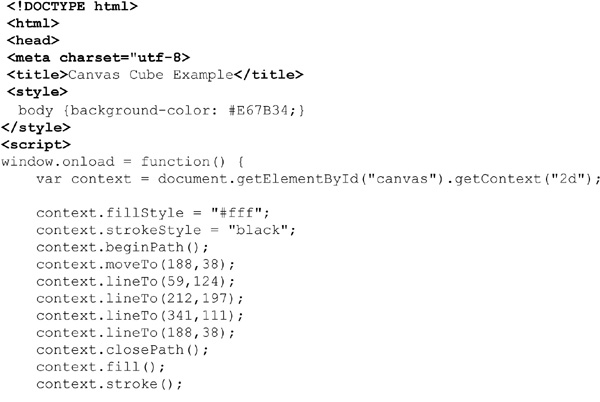 <!DOCTYPE html>
<html>
<head>
<meta charset="utf-8>
<title>Canvas Cube Example</title>
<style>
  body {background-color: #E67B34;}
</style>
<script>
window.onload = function() {
    var context = document.getElementById("canvas").getContext("2d");

    context.fillStyle = "#fff";
    context.strokeStyle = "black";
    context.beginPath();
    context.moveTo(188,38);
    context.lineTo(59,124);
    context.lineTo(212,197);
    context.lineTo(341,111);
    context.lineTo(188,38);
    context.closePath();
    context.fill();
    context.stroke();